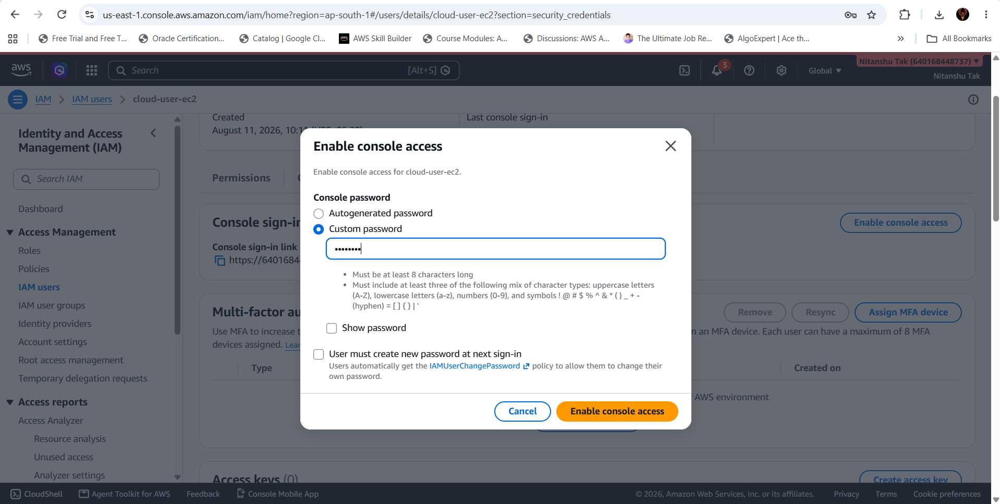 us-east-1.console.aws.amazon.com/iam/home?region=ap-south-1#/users/details/cloud-user-ec2?section=security_credentials
Free Trial and Free T...
Oracle Certification...
Catalog | Google Cl...
aws
AWS Skill Builder
Course Modules: A...
Discussions: AWS A...
The Ultimate Job Re...
AlgoExpert | Ace th...
All Bookmarks
aws
Search
[Alt+S]
3
Global
Nitanshu Tak (640168448737)
Nitanshu Tak
IAM
IAM users
cloud-user-ec2
Identity and Access
Management (IAM)
Search IAM
Dashboard
Access Management
Roles
Policies
IAM users
IAM user groups
Identity providers
Account settings
Root access management
Temporary delegation requests
Access reports
Access Analyzer
Resource analysis
Unused access
Analyzer settings
Created
August 11, 2026, 10:1
Last console sign-in
Permissions
Console sign-in
Enable console access
Console sign-in link
https://6401684
Multi-factor au
Remove
Resync
Assign MFA device
Use MFA to increase t
n an MFA device. Each user can have a maximum of 8 MFA
devices assigned. Lear
Type
Created on
AWS environment
Access keys (0)
Create access key
Enable console access
Enable console access for cloud-user-ec2.
Console password
Autogenerated password
Custom password
••••••••
• Must be at least 8 characters long
• Must include at least three of the following mix of character types: uppercase letters
(A-Z), lowercase letters (a-z), numbers (0-9), and symbols ! @ # $ % ^ & * ( ) _ + -
(hyphen) = [ ] { } | '
Show password
User must create new password at next sign-in
Users automatically get the IAMUserChangePassword policy to allow them to change their
own password.
Cancel
Enable console access
CloudShell
Agent Toolkit for AWS
Feedback
Console Mobile App
© 2026, Amazon Web Services, Inc. or its affiliates.
Privacy
Terms
Cookie preferences